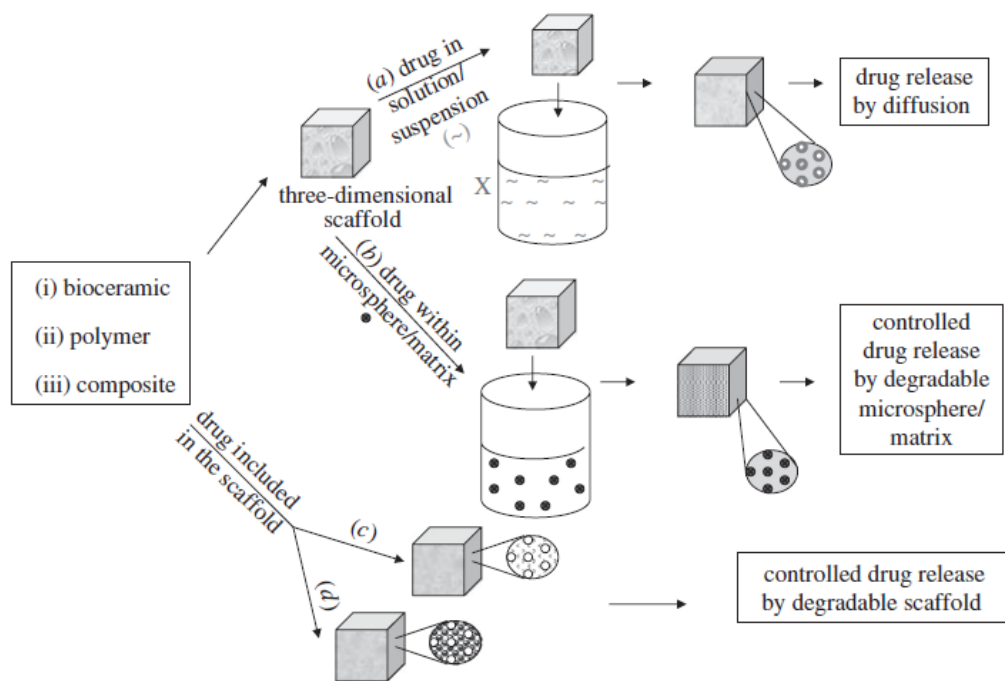 (a) drug in
solution/
suspension
(~)
drug release
by diffusion
X
three-dimensional
scaffold
(b) drug within
microsphere/matrix
(i) bioceramic
(ii) polymer
(iii) composite
controlled
drug release
by degradable
microsphere/
matrix
drug included
in the scaffold
(c)
(d)
controlled drug release
by degradable scaffold